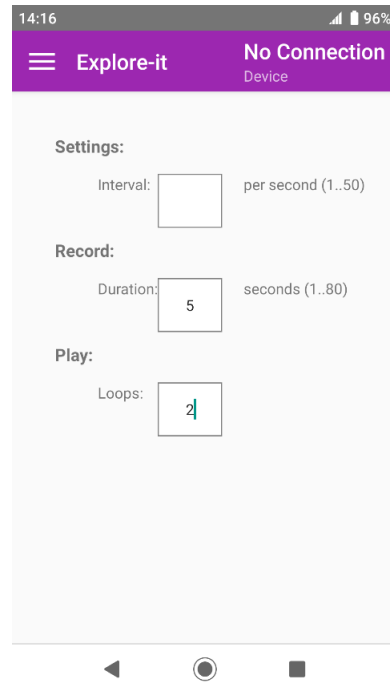 14:16 96%
Explore-it No Connection
Device
Settings:
Interval: per second (1..50)
Record:
Duration: 5 seconds (1..80)
Play:
Loops: 2